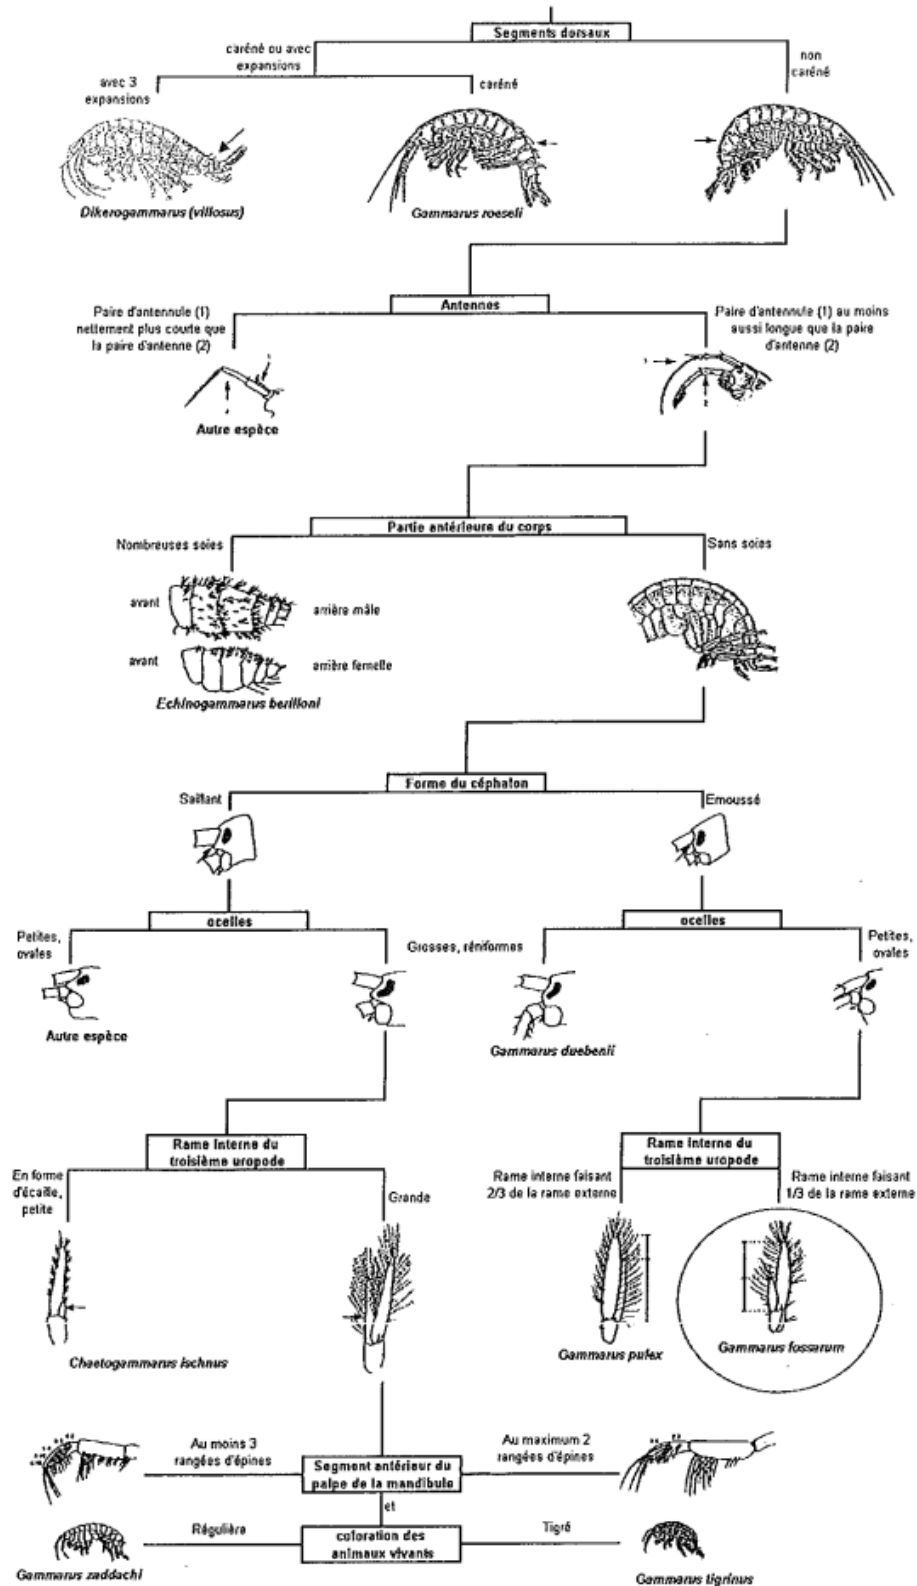 Segments dorsaux
caréné ou avec
expansions
non
caréné
avec 3
expansions
caréné
Dikerogammarus (villosus)
Gammarus roeseli
Antennes
Paire d'antennule (1)
nettement plus courte que
la paire d'antenne (2)
Paire d'antennule (1) au moins
aussi longue que la paire
d'antenne (2)
Autre espèce
Partie antérieure du corps
Nombreuses soies
Sans soies
avant
arrière mâle
avant
arrière femelle
Echinogammarus berilloni
Forme du céphalon
Saillant
Emoussé
ocelles
ocelles
Petites,
ovales
Grosses, réniformes
Petites,
ovales
Autre espèce
Gammarus duebenii
Rame interne du
troisième uropode
Rame interne du
troisième uropode
En forme
d'écaille,
petite
Grande
Rame interne faisant
2/3 de la rame externe
Rame interne faisant
1/3 de la rame externe
Chaetogammarus ischnus
Gammarus pulex
Gammarus fossarum
Au moins 3
rangées d'épines
Segment antérieur du
palpe de la mandibule
Au maximum 2
rangées d'épines
et
Régulière
coloration des
animaux vivants
Tigré
Gammarus zaddachi
Gammarus tigrinus